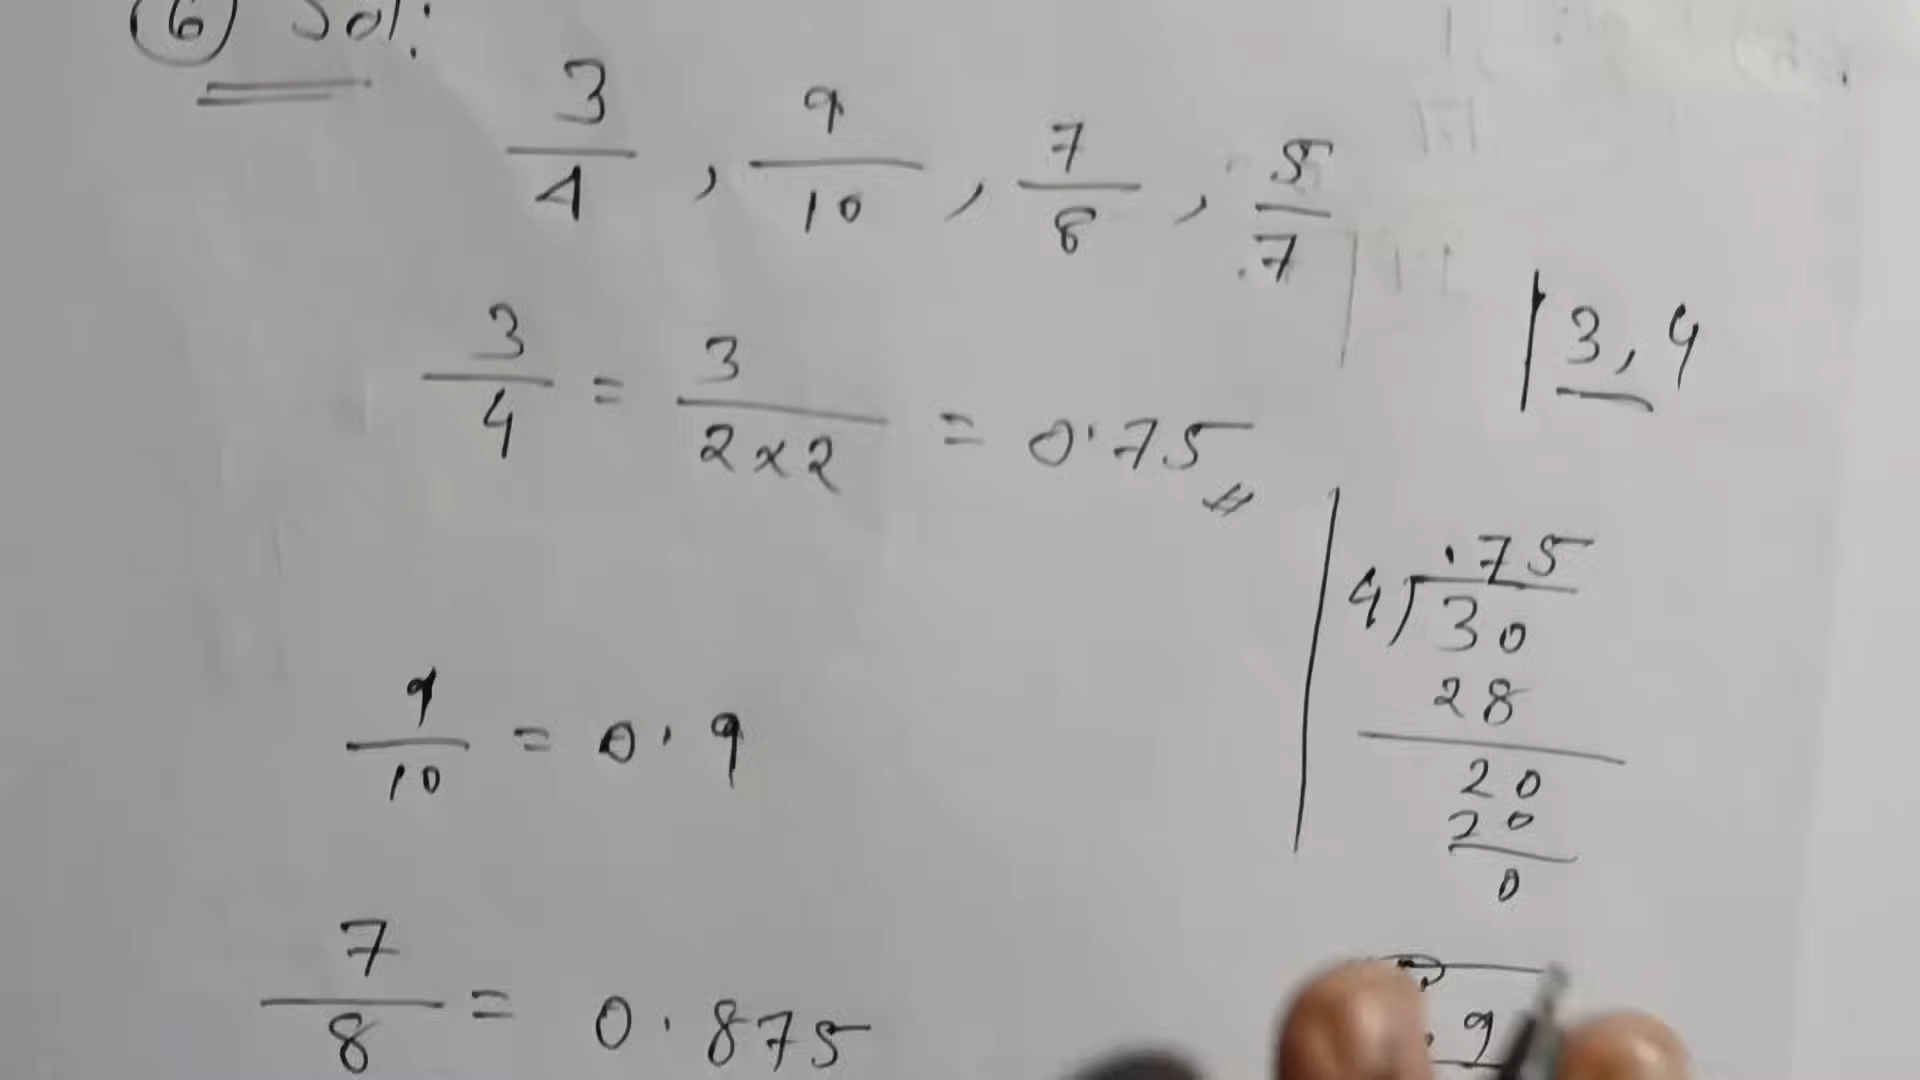 6 Sol:
3/4 , 9/10 , 7/8 , 5/7
3/4 = 3/2×2 = 0.75
3, 4
.75
4)30
28
20
20
0
9/10 = 0.9
7/8 = 0.875
.9